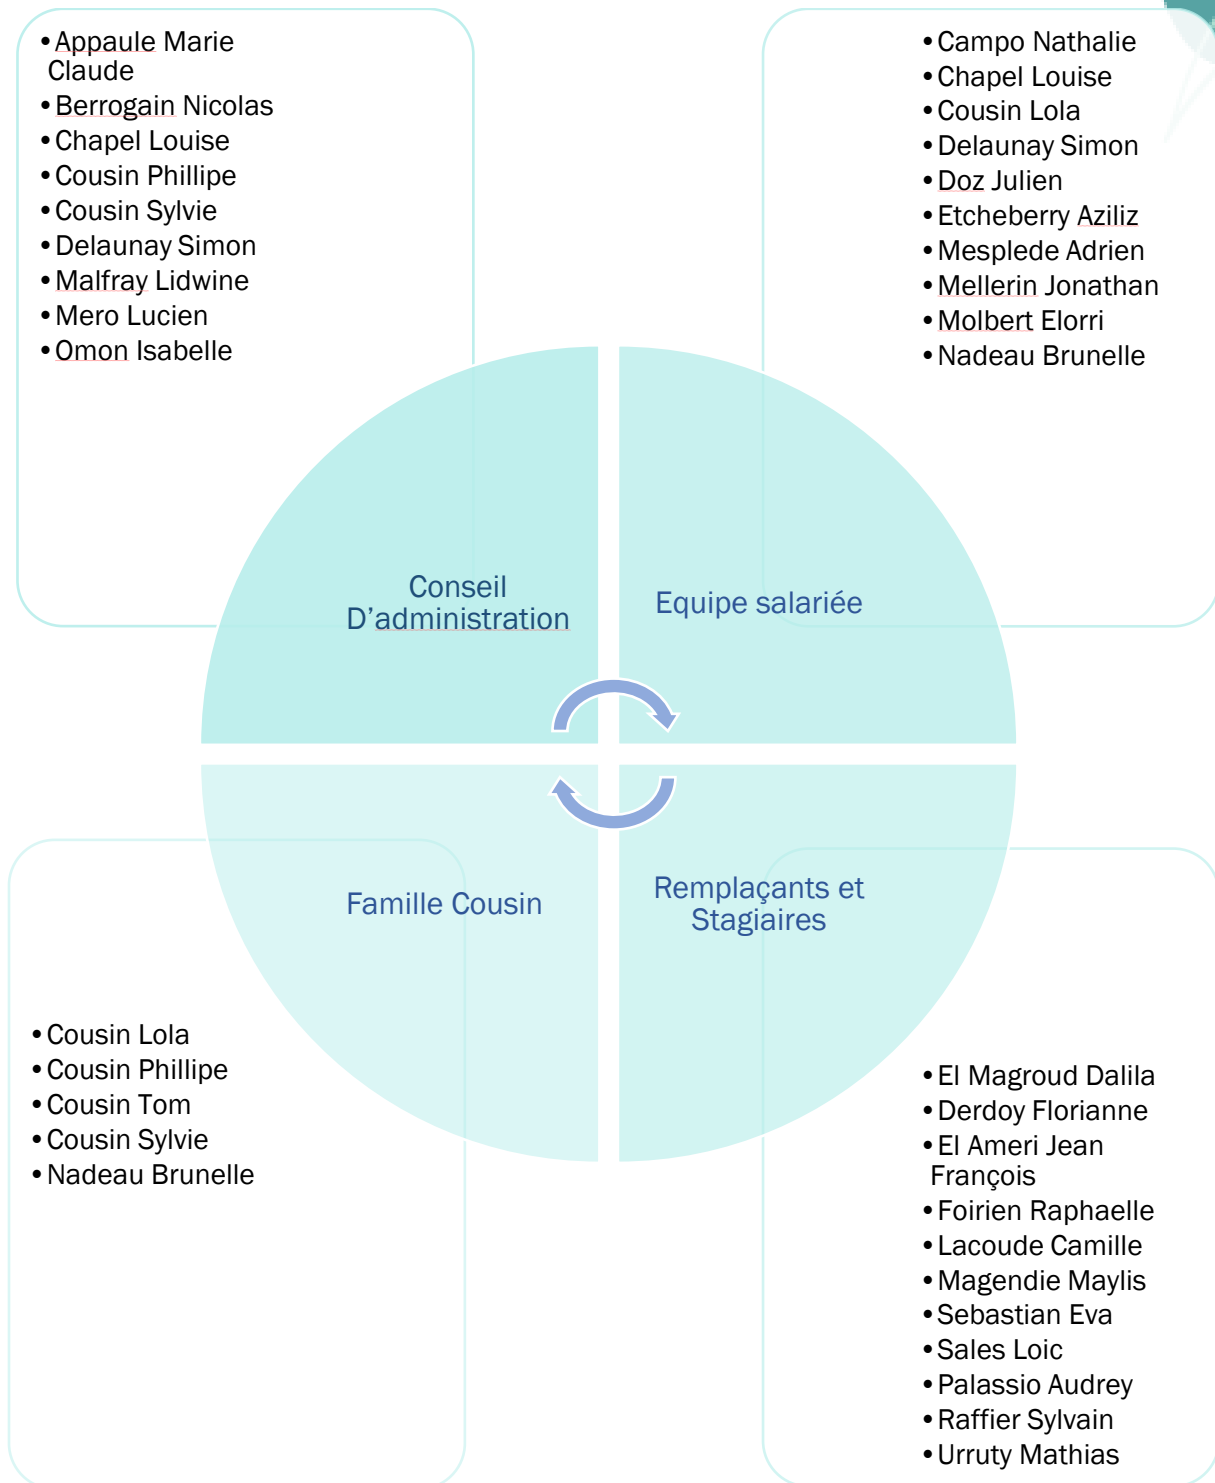 •Appaule Marie
Claude
•Berrogain Nicolas
•Chapel Louise
•Cousin Phillipe
•Cousin Sylvie
•Delaunay Simon
•Malfray Lidwine
•Mero Lucien
•Omon Isabelle
•Campo Nathalie
•Chapel Louise
•Cousin Lola
•Delaunay Simon
•Doz Julien
•Etcheberry Aziliz
•Mesplede Adrien
•Mellerin Jonathan
•Molbert Elorri
•Nadeau Brunelle
Conseil
D’administration
Equipe salariée
Famille Cousin
Remplaçants et
Stagiaires
•Cousin Lola
•Cousin Phillipe
•Cousin Tom
•Cousin Sylvie
•Nadeau Brunelle
•El Magroud Dalila
•Derdoy Florianne
•El Ameri Jean
François
•Foirien Raphaelle
•Lacoude Camille
•Magendie Maylis
•Sebastian Eva
•Sales Loic
•Palassio Audrey
•Raffier Sylvain
•Urruty Mathias